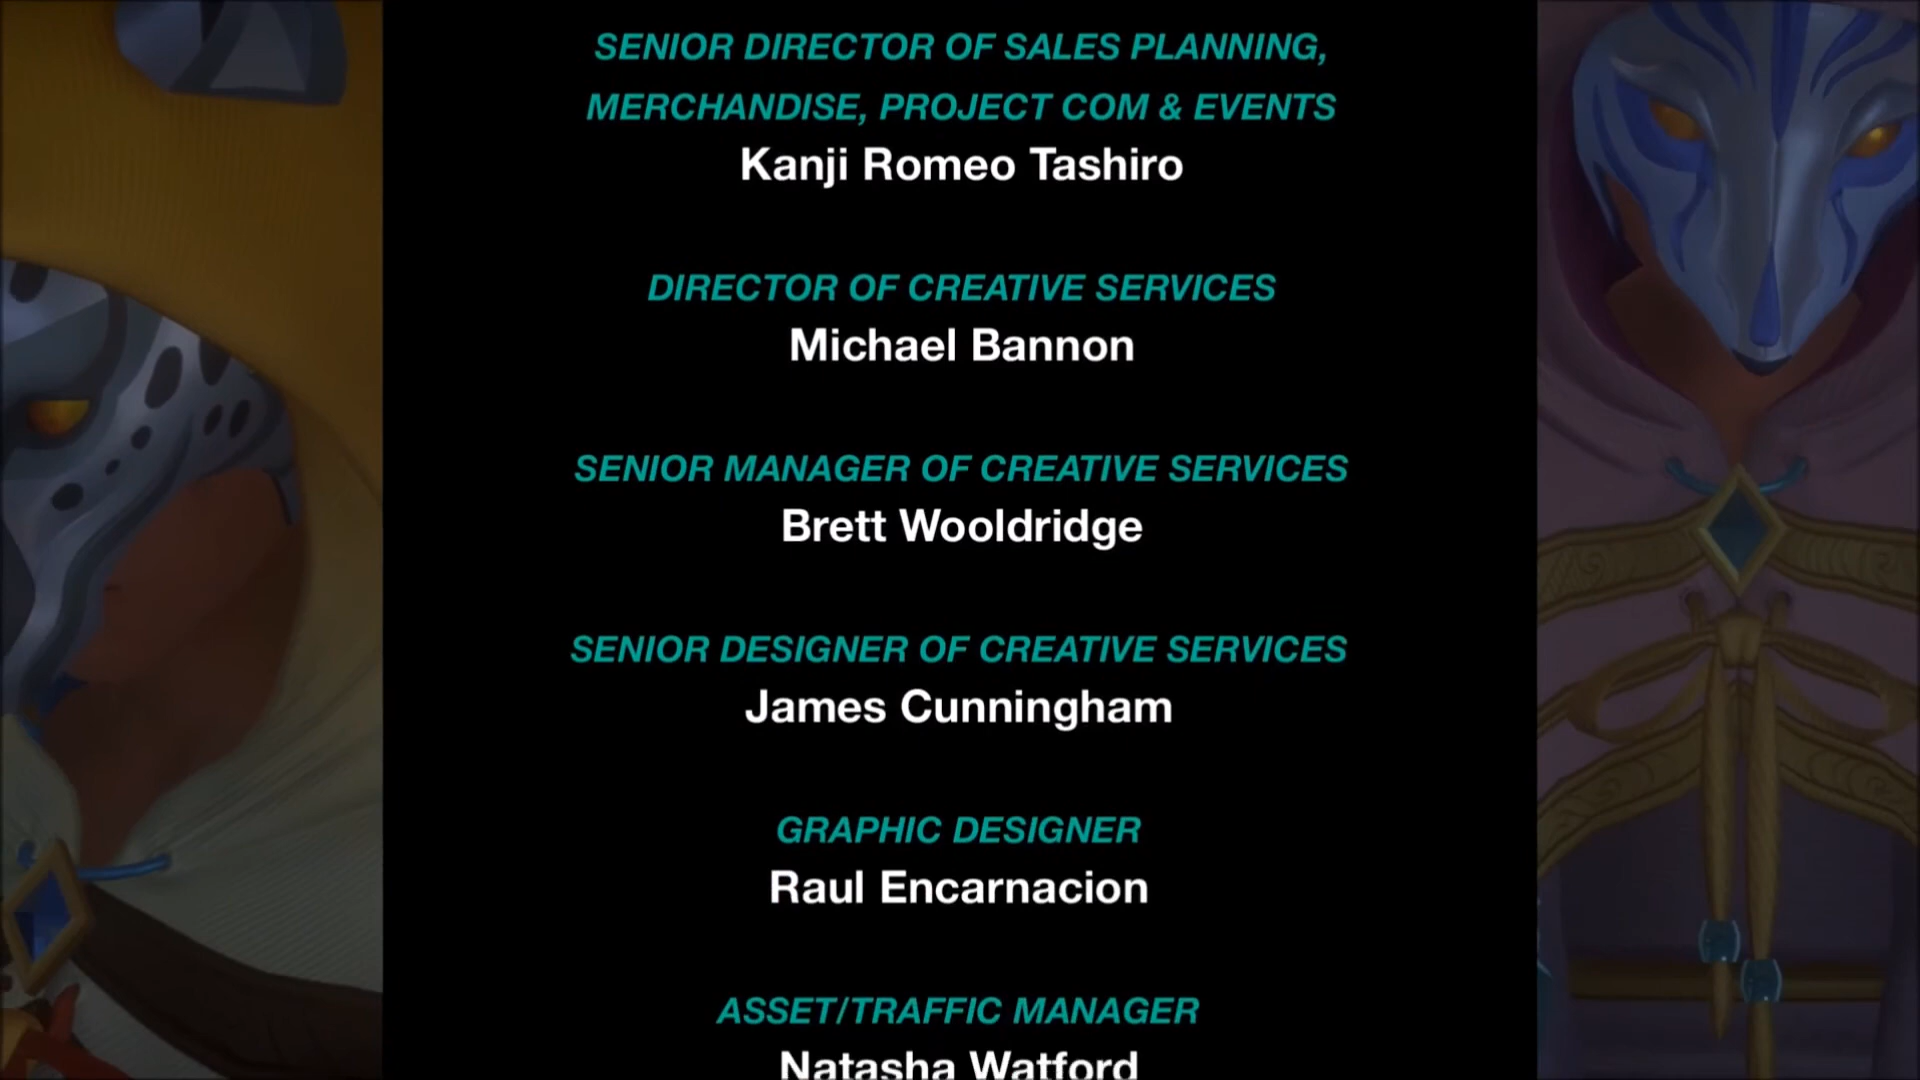 SENIOR DIRECTOR OF SALES PLANNING,
MERCHANDISE, PROJECT COM & EVENTS
Kanji Romeo Tashiro
DIRECTOR OF CREATIVE SERVICES
Michael Bannon
SENIOR MANAGER OF CREATIVE SERVICES
Brett Wooldridge
SENIOR DESIGNER OF CREATIVE SERVICES
James Cunningham
GRAPHIC DESIGNER
Raul Encarnacion
ASSET/TRAFFIC MANAGER
Natasha Watford